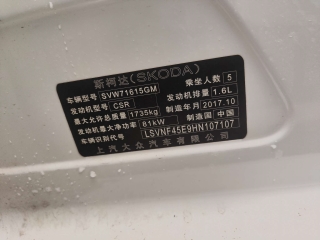 斯柯达(SKODA)
车辆型号 SVW71615GM 乘坐人数 5
发动机型号 CSR 发动机排量 1.6L
最大允许总质量 1735kg 制造年月 2017.10
发动机最大净功率 81kW 制造国 中国
车辆识别代号 LSVNF45E9HN107107
上汽大众汽车有限公司